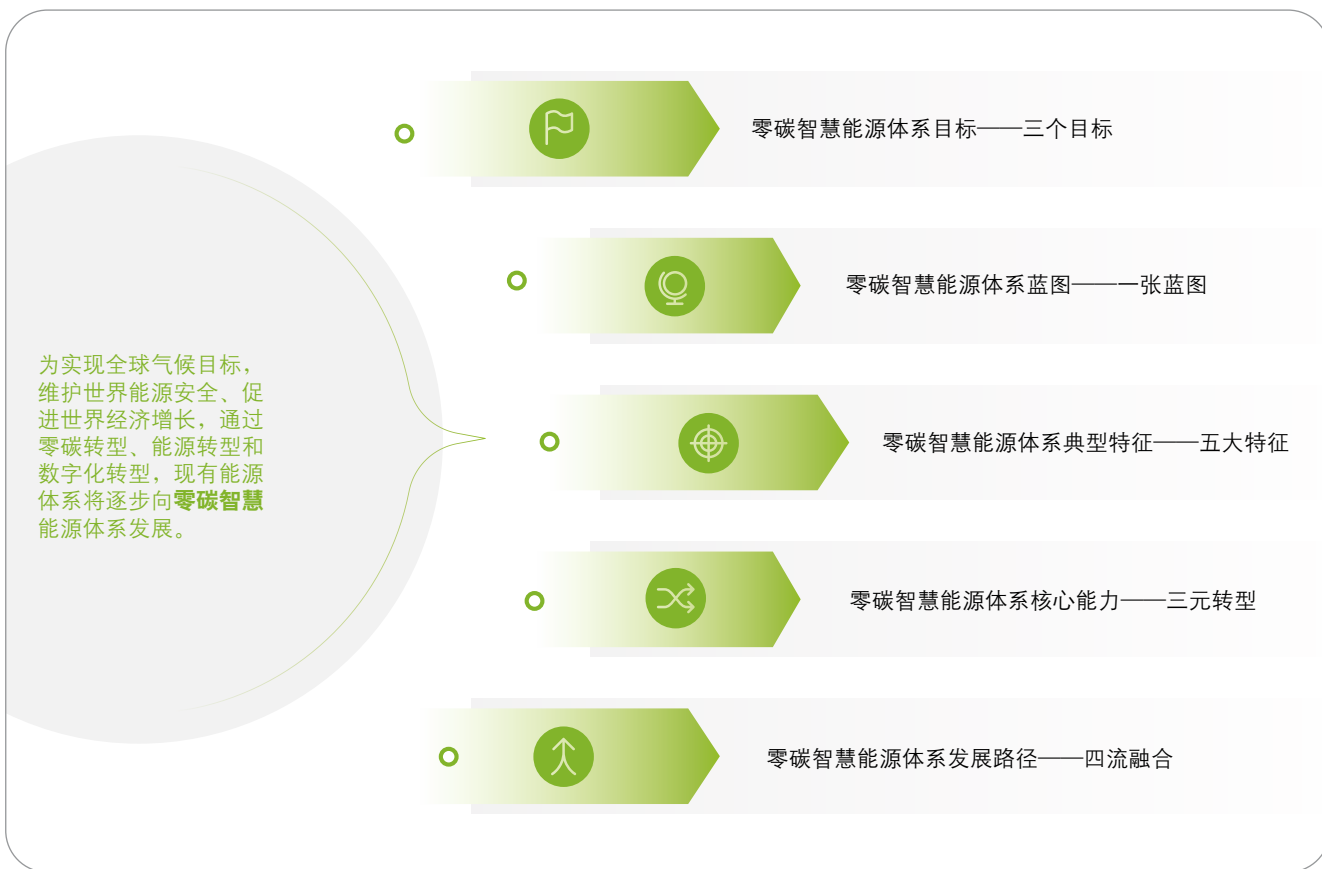 为实现全球气候目标，
维护世界能源安全、促
进世界经济增长，通过
零碳转型、能源转型和
数字化转型，现有能源
体系将逐步向零碳智慧
能源体系发展。
零碳智慧能源体系目标——三个目标
零碳智慧能源体系蓝图——一张蓝图
零碳智慧能源体系典型特征——五大特征
零碳智慧能源体系核心能力——三元转型
零碳智慧能源体系发展路径——四流融合